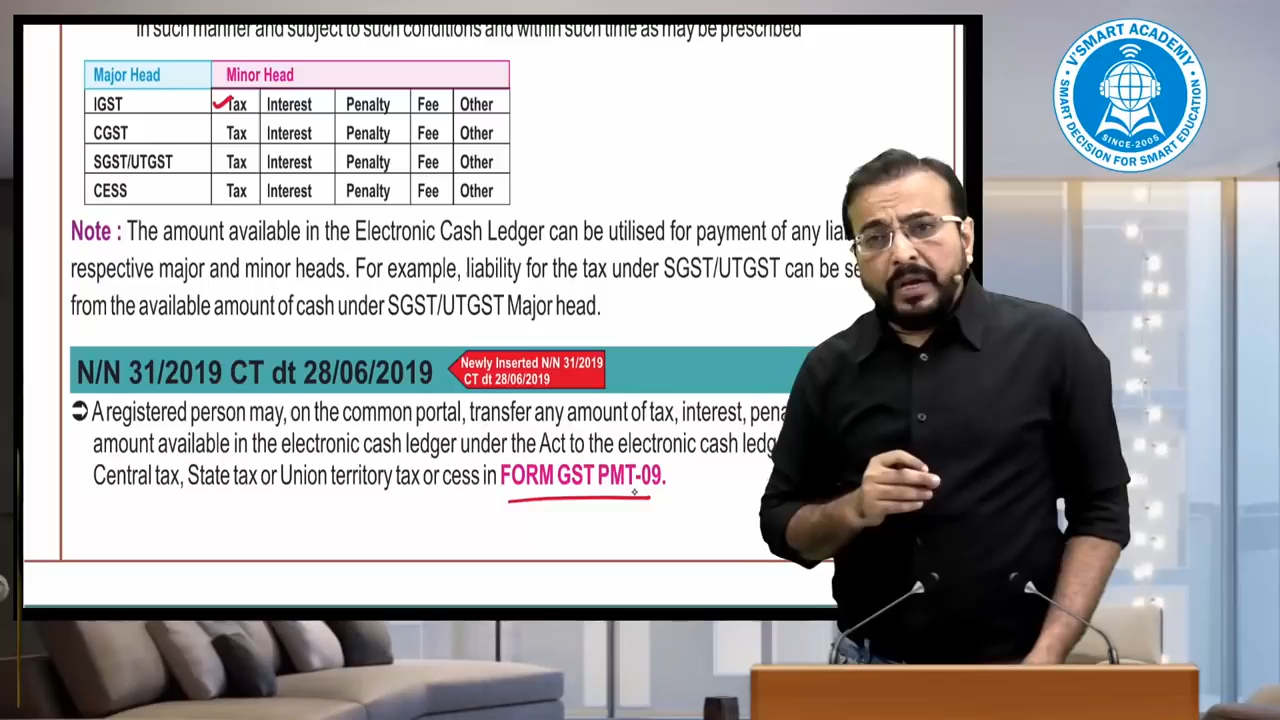 in such manner and subject to such conditions and within such time as may be prescribed
Major Head Minor Head
IGST Tax Interest Penalty Fee Other
CGST Tax Interest Penalty Fee Other
SGST/UTGST Tax Interest Penalty Fee Other
CESS Tax Interest Penalty Fee Other
Note : The amount available in the Electronic Cash Ledger can be utilised for payment of any
respective major and minor heads. For example, liability for the tax under SGST/UTGST can be
from the available amount of cash under SGST/UTGST Major head.
N/N 31/2019 CT dt 28/06/2019
Newly Inserted N/N 31/2019
CT dt 28/06/2019
A registered person may, on the common portal, transfer any amount of tax, interest,
amount available in the electronic cash ledger under the Act to the electronic cash
Central tax, State tax or Union territory tax or cess in FORM GST PMT-09.
V'SMART ACADEMY
SINCE-2005
SMART DECISION FOR SMART EDUCATION